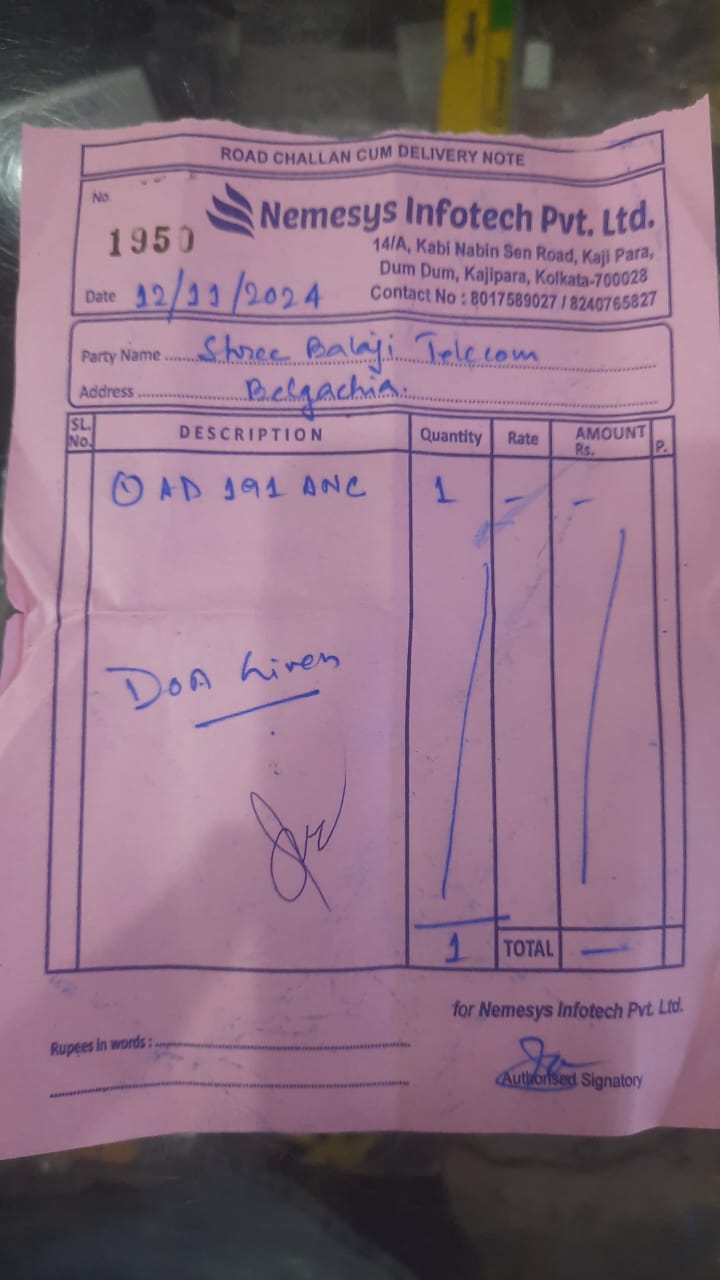 ROAD CHALLAN CUM DELIVERY NOTE
No.
1950
Nemesys Infotech Pvt. Ltd.
14/A, Kabi Nabin Sen Road, Kaji Para,
Dum Dum, Kajipara, Kolkata-700028
Contact No : 8017589027 / 8240765827
Date 12/11/2024
Party Name Shree Balaji Telecom
Address Belgachia.
SL. No. DESCRIPTION Quantity Rate AMOUNT Rs. P.
① AD 191 ANC 1 - -
DOA Given
1 TOTAL —
for Nemesys Infotech Pvt. Ltd.
Rupees in words :
Authorised Signatory